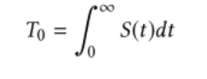 T₀ = ∫₀^∞ S(t)dt